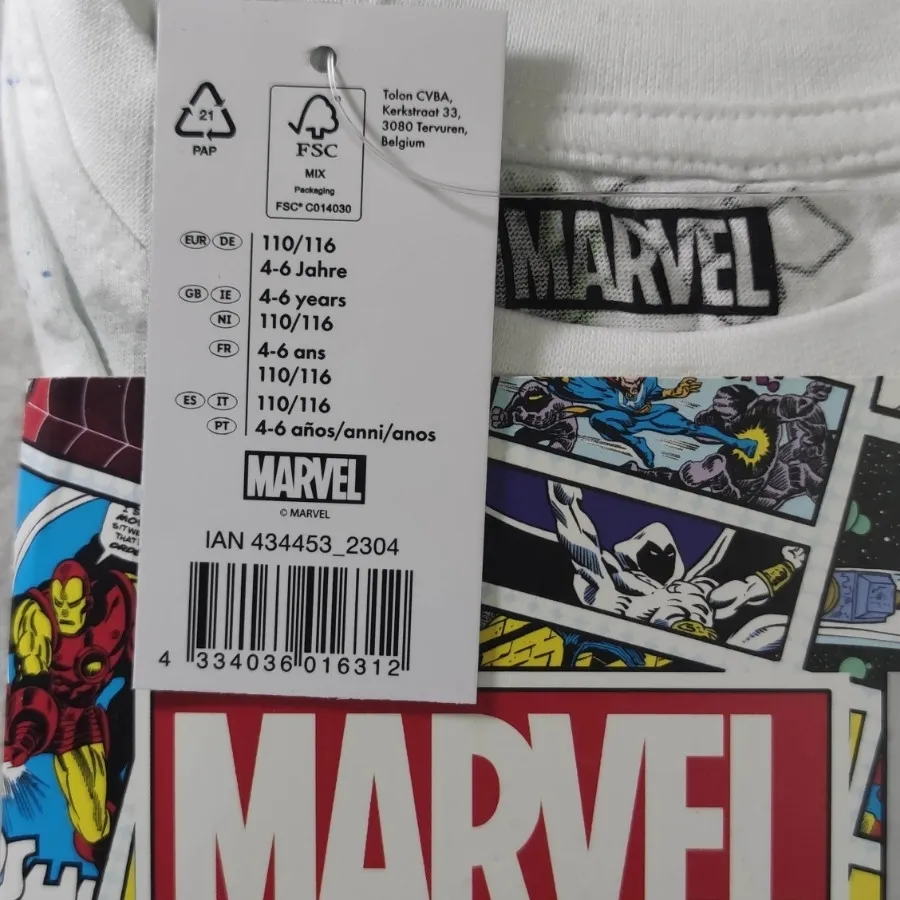 21
PAP
FSC®
MIX
Packaging
FSC® C014030
Tolon CVBA,
Kerkstraat 33,
3080 Tervuren,
Belgium
EUR DE 110/116
4-6 Jahre
GB IE 4-6 years
NI 110/116
FR 4-6 ans
110/116
ES IT 110/116
PT 4-6 años/anni/anos
MARVEL
© MARVEL
IAN 434453_2304
4 334036 016312
MARVEL
MARVEL